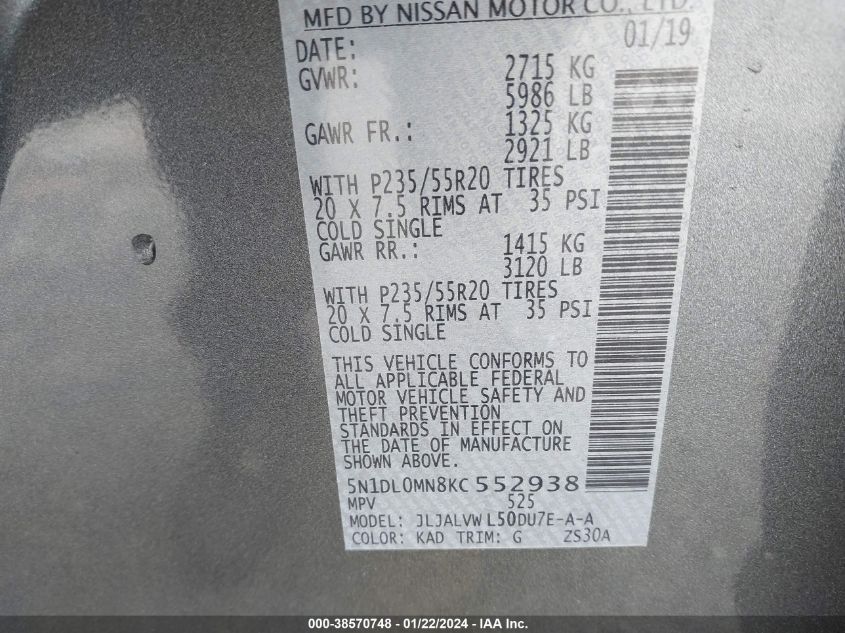 MFD BY NISSAN MOTOR CO., LTD.
DATE: 01/19
GVWR: 2715 KG
5986 LB
GAWR FR.: 1325 KG
2921 LB
WITH P235/55R20 TIRES
20 X 7.5 RIMS AT 35 PSI
COLD SINGLE
GAWR RR.: 1415 KG
3120 LB
WITH P235/55R20 TIRES
20 X 7.5 RIMS AT 35 PSI
COLD SINGLE
THIS VEHICLE CONFORMS TO
ALL APPLICABLE FEDERAL
MOTOR VEHICLE SAFETY AND
THEFT PREVENTION
STANDARDS IN EFFECT ON
THE DATE OF MANUFACTURE
SHOWN ABOVE.
5N1DL0MN8KC552938
MPV 525
MODEL: JLJALVW L50DU7E-A-A
COLOR: KAD TRIM: G ZS30A
000-38570748 - 01/22/2024 - IAA Inc.